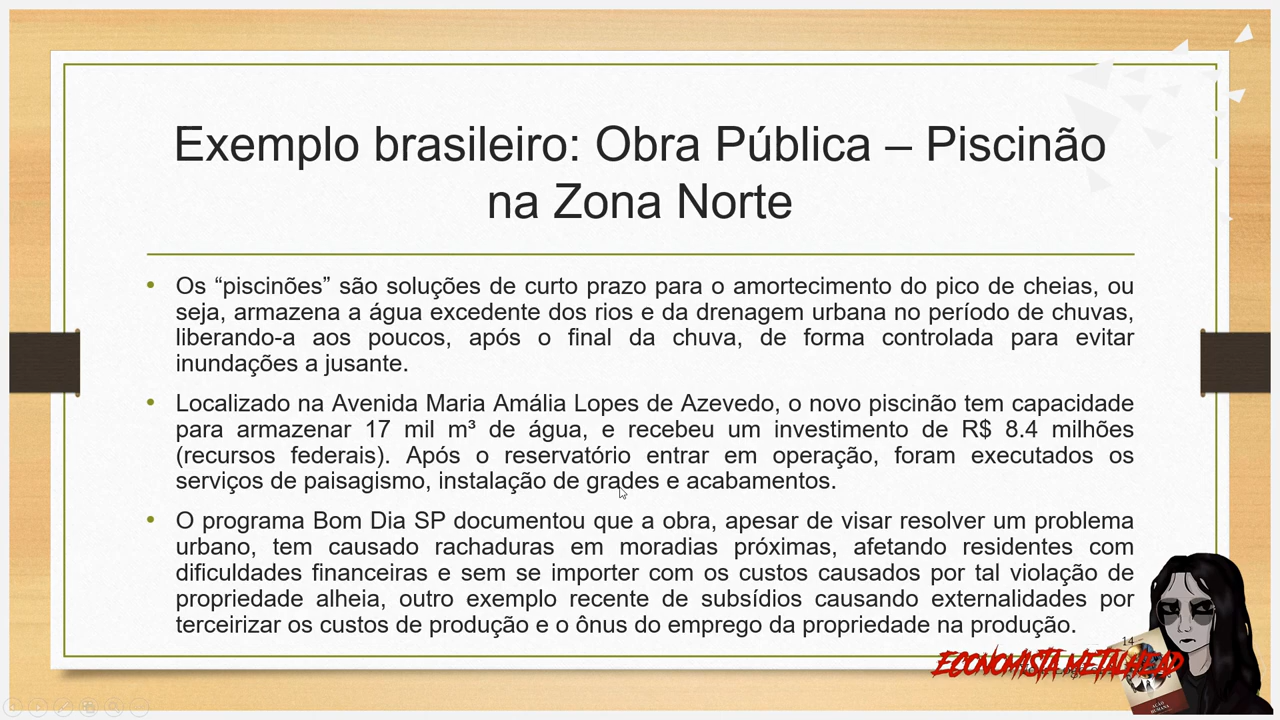 Exemplo brasileiro: Obra Pública – Piscinão
na Zona Norte
• Os “piscinões” são soluções de curto prazo para o amortecimento do pico de cheias, ou
seja, armazena a água excedente dos rios e da drenagem urbana no período de chuvas,
liberando-a aos poucos, após o final da chuva, de forma controlada para evitar
inundações a jusante.
• Localizado na Avenida Maria Amália Lopes de Azevedo, o novo piscinão tem capacidade
para armazenar 17 mil m³ de água, e recebeu um investimento de R$ 8.4 milhões
(recursos federais). Após o reservatório entrar em operação, foram executados os
serviços de paisagismo, instalação de grades e acabamentos.
• O programa Bom Dia SP documentou que a obra, apesar de visar resolver um problema
urbano, tem causado rachaduras em moradias próximas, afetando residentes com
dificuldades financeiras e sem se importer com os custos causados por tal violação de
propriedade alheia, outro exemplo recente de subsídios causando externalidades por
terceirizar os custos de produção e o ônus do emprego da propriedade na produção.
14
ECONOMISTA METALHEAD
AÇÃO
HUMANA